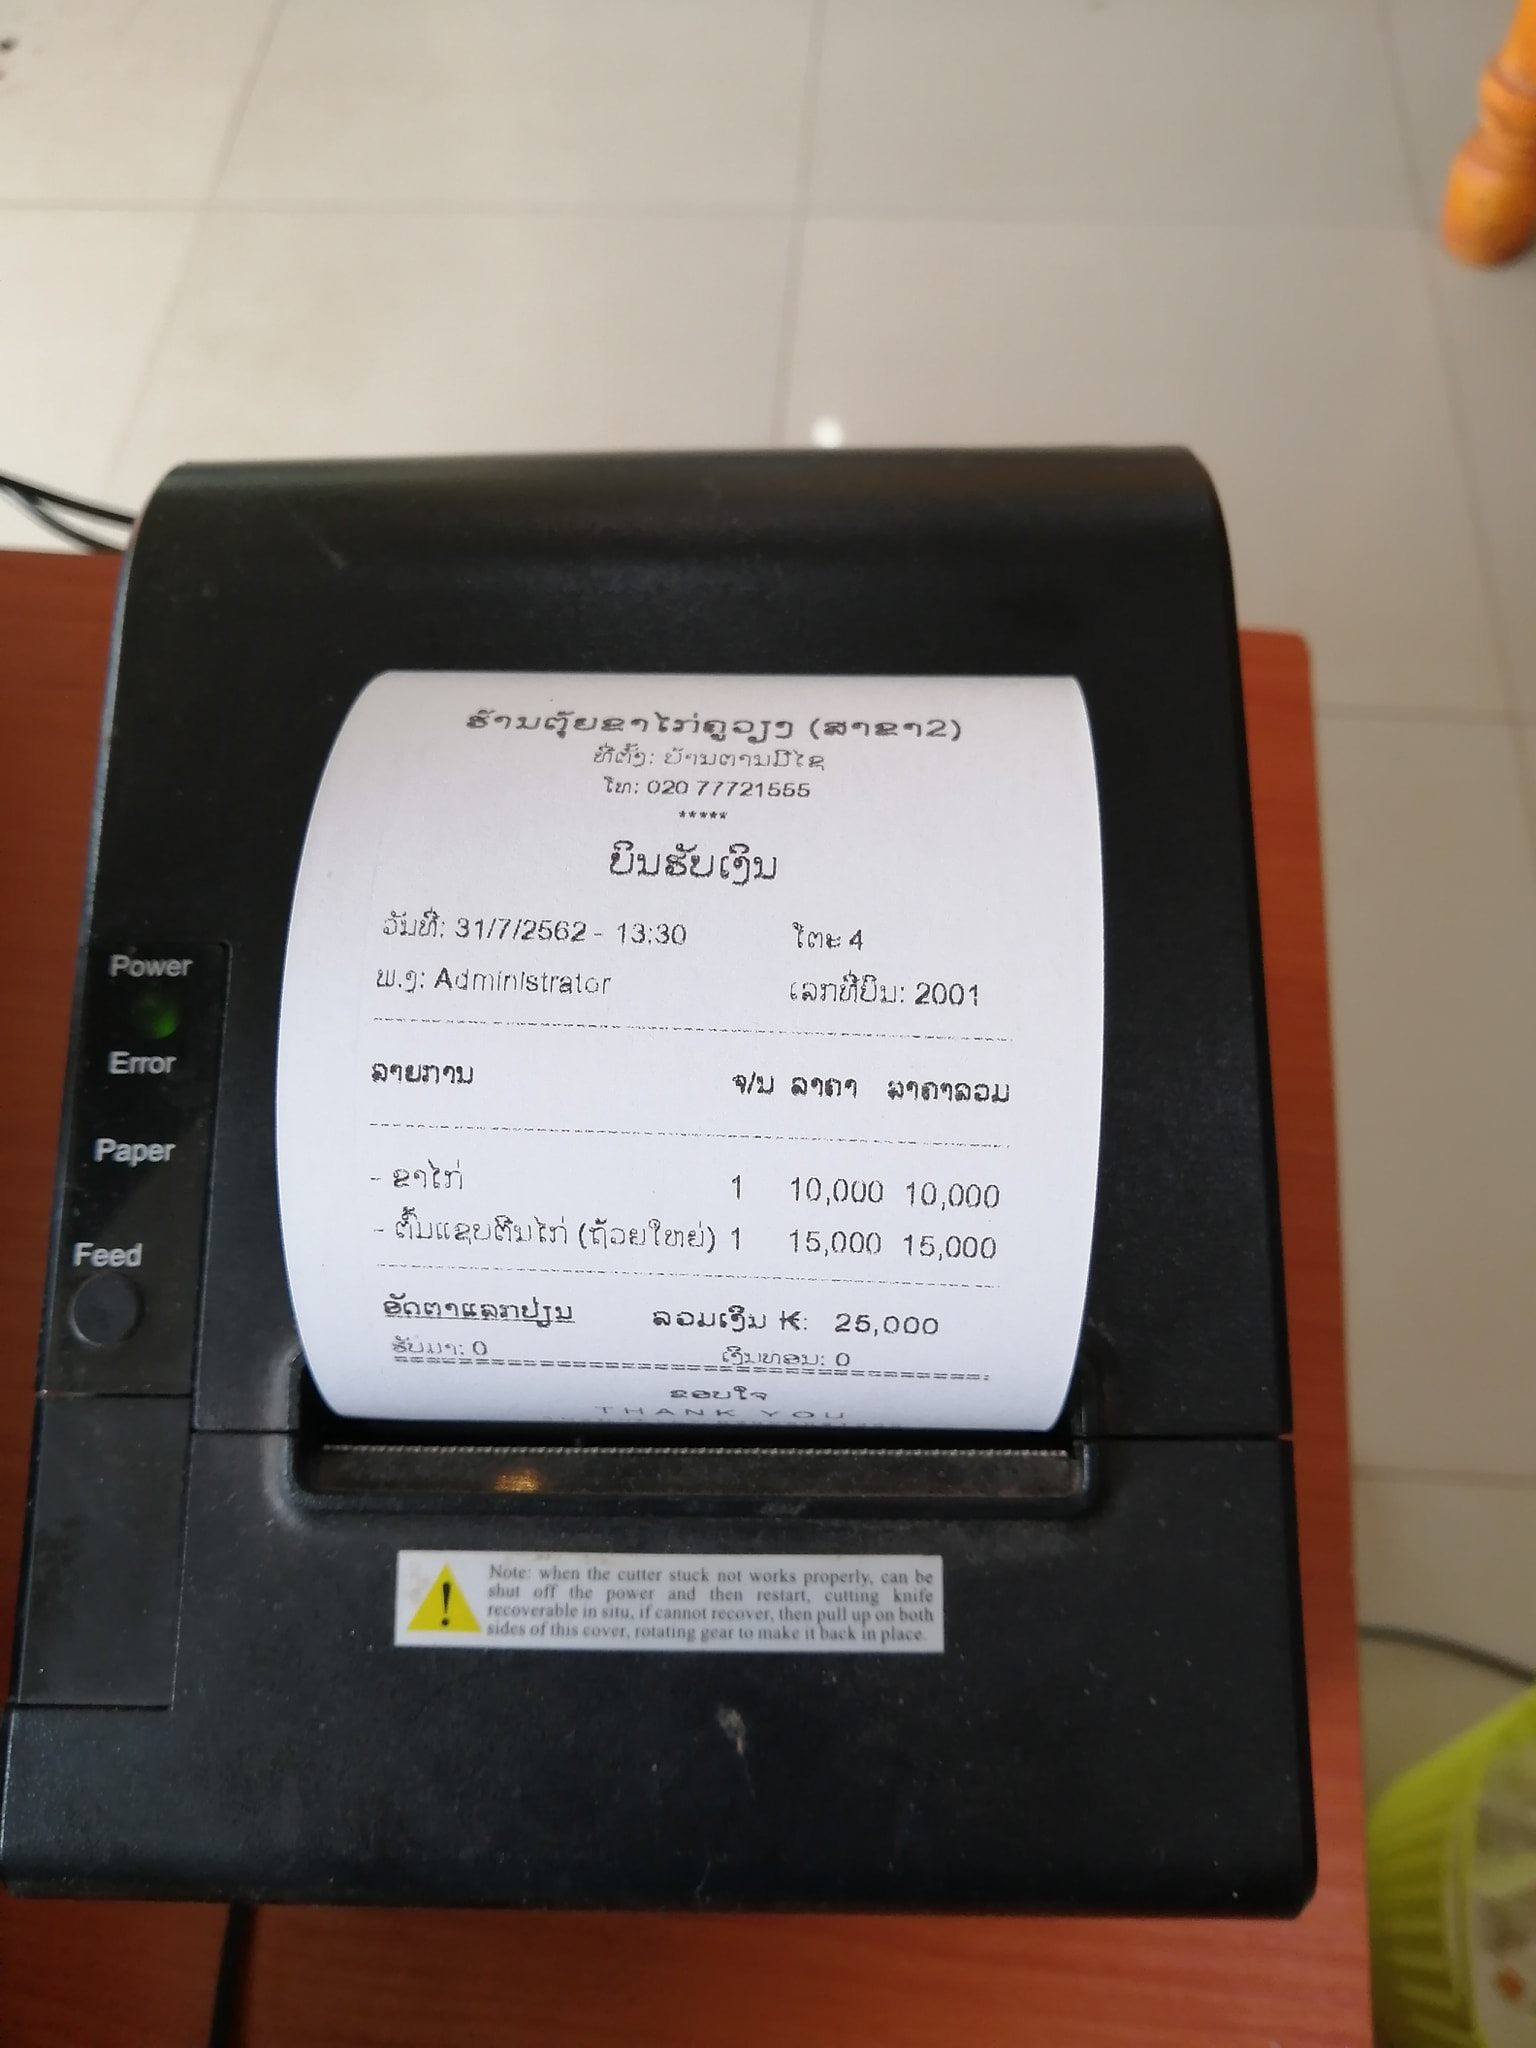 ຮ້ານຕຸ້ຍຂາໄກ່ຄູວຽງ (ສາຂາ2)
ທີ່ຕັ້ງ: ບ້ານຕານມີໄຊ
ໂທ: 020 77721555
*****
ບິນຮັບເງິນ
ວັນທີ່: 31/7/2562 - 13:30 ໂຕະ 4
ພ.ງ: Administrator ເລກທີ່ບິນ: 2001
ລາຍການ ຈ/ນ ລາຄາ ລາຄາລວມ
- ຂາໄກ່ 1 10,000 10,000
- ຕົ້ມແຊບຕີນໄກ່ (ຖ້ວຍໃຫຍ່) 1 15,000 15,000
ອັດຕາແລກປ່ຽນ ລວມເງິນ ₭: 25,000
ຮັບມາ: 0 ເງິນທອນ: 0
ຂອບໃຈ
THANK YOU
Power
Error
Paper
Feed
Note: when the cutter stuck not works properly, can be
shut off the power and then restart, cutting knife
recoverable in situ, if cannot recover, then pull up on both
sides of this cover, rotating gear to make it back in place.